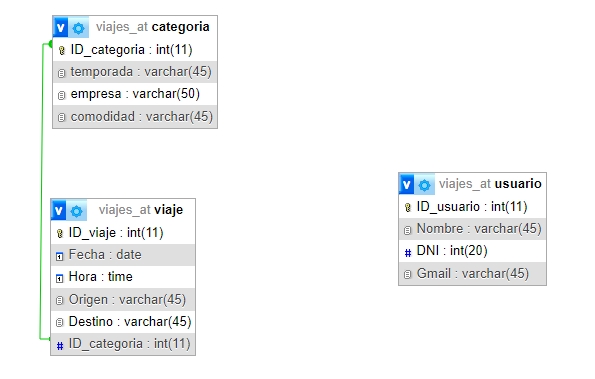 v viajes_at categoria
ID_categoria : int(11)
temporada : varchar(45)
empresa : varchar(50)
comodidad : varchar(45)
v viajes_at viaje
ID_viaje : int(11)
Fecha : date
Hora : time
Origen : varchar(45)
Destino : varchar(45)
# ID_categoria : int(11)
v viajes_at usuario
ID_usuario : int(11)
Nombre : varchar(45)
# DNI : int(20)
Gmail : varchar(45)